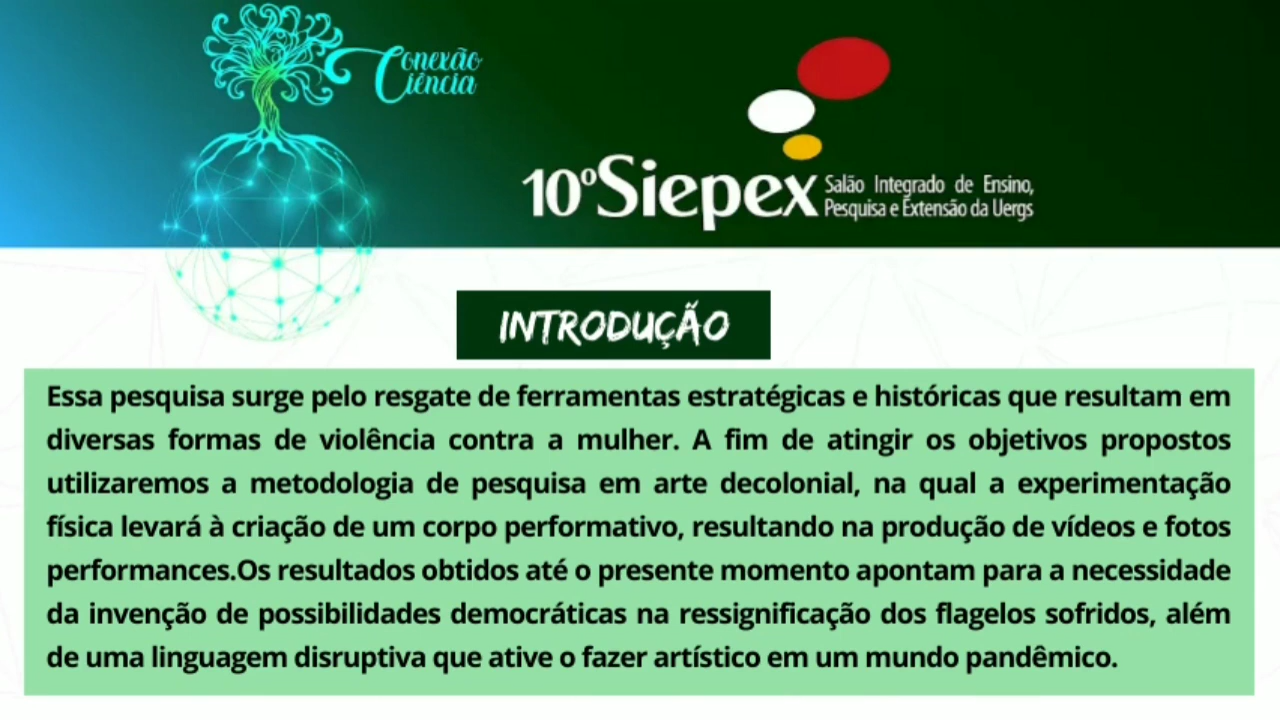 Conexão
Ciência
10ºSiepex
Salão Integrado de Ensino,
Pesquisa e Extensão da Uergs
INTRODUÇÃO
Essa pesquisa surge pelo resgate de ferramentas estratégicas e históricas que resultam em
diversas formas de violência contra a mulher. A fim de atingir os objetivos propostos
utilizaremos a metodologia de pesquisa em arte decolonial, na qual a experimentação
física levará à criação de um corpo performativo, resultando na produção de vídeos e fotos
performances.Os resultados obtidos até o presente momento apontam para a necessidade
da invenção de possibilidades democráticas na ressignificação dos flagelos sofridos, além
de uma linguagem disruptiva que ative o fazer artístico em um mundo pandêmico.